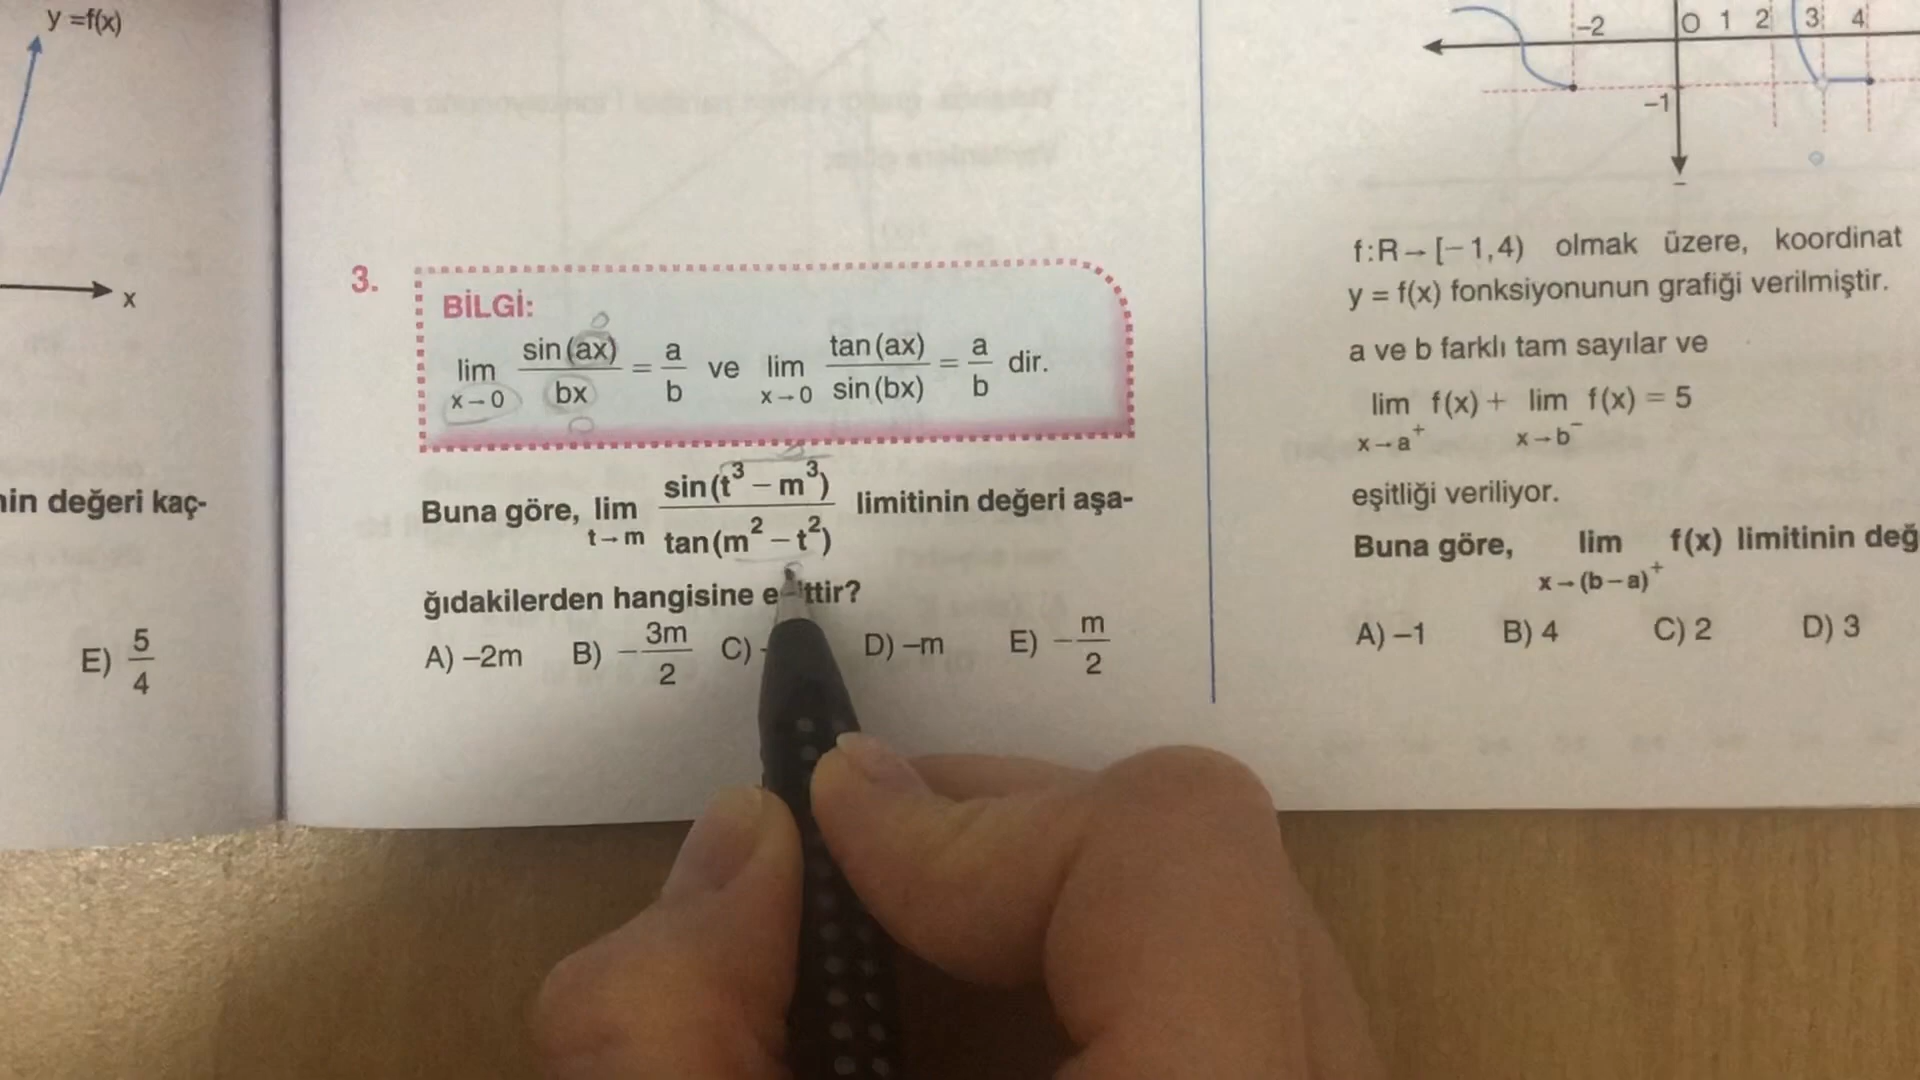 y =f(x)
x
nin değeri kaç-
E) 5/4
3.
BİLGİ:
lim x→0 sin(ax)/bx = a/b ve lim x→0 tan(ax)/sin(bx) = a/b dir.
Buna göre, lim t→m sin(t³ – m³)/tan(m² – t²) limitinin değeri aşa-
ğıdakilerden hangisine
A) –2m B) – 3m/2 C) D) –m E) – m/2
–2 O 1 2 3 4
–1
f:R→[–1,4) olmak üzere, koordinat
y = f(x) fonksiyonunun grafiği verilmiştir.
a ve b farklı tam sayılar ve
lim x→a⁺ f(x) + lim x→b⁻ f(x) = 5
eşitliği veriliyor.
Buna göre, lim x→(b–a)⁺ f(x) limitinin değ
A) –1 B) 4 C) 2 D) 3